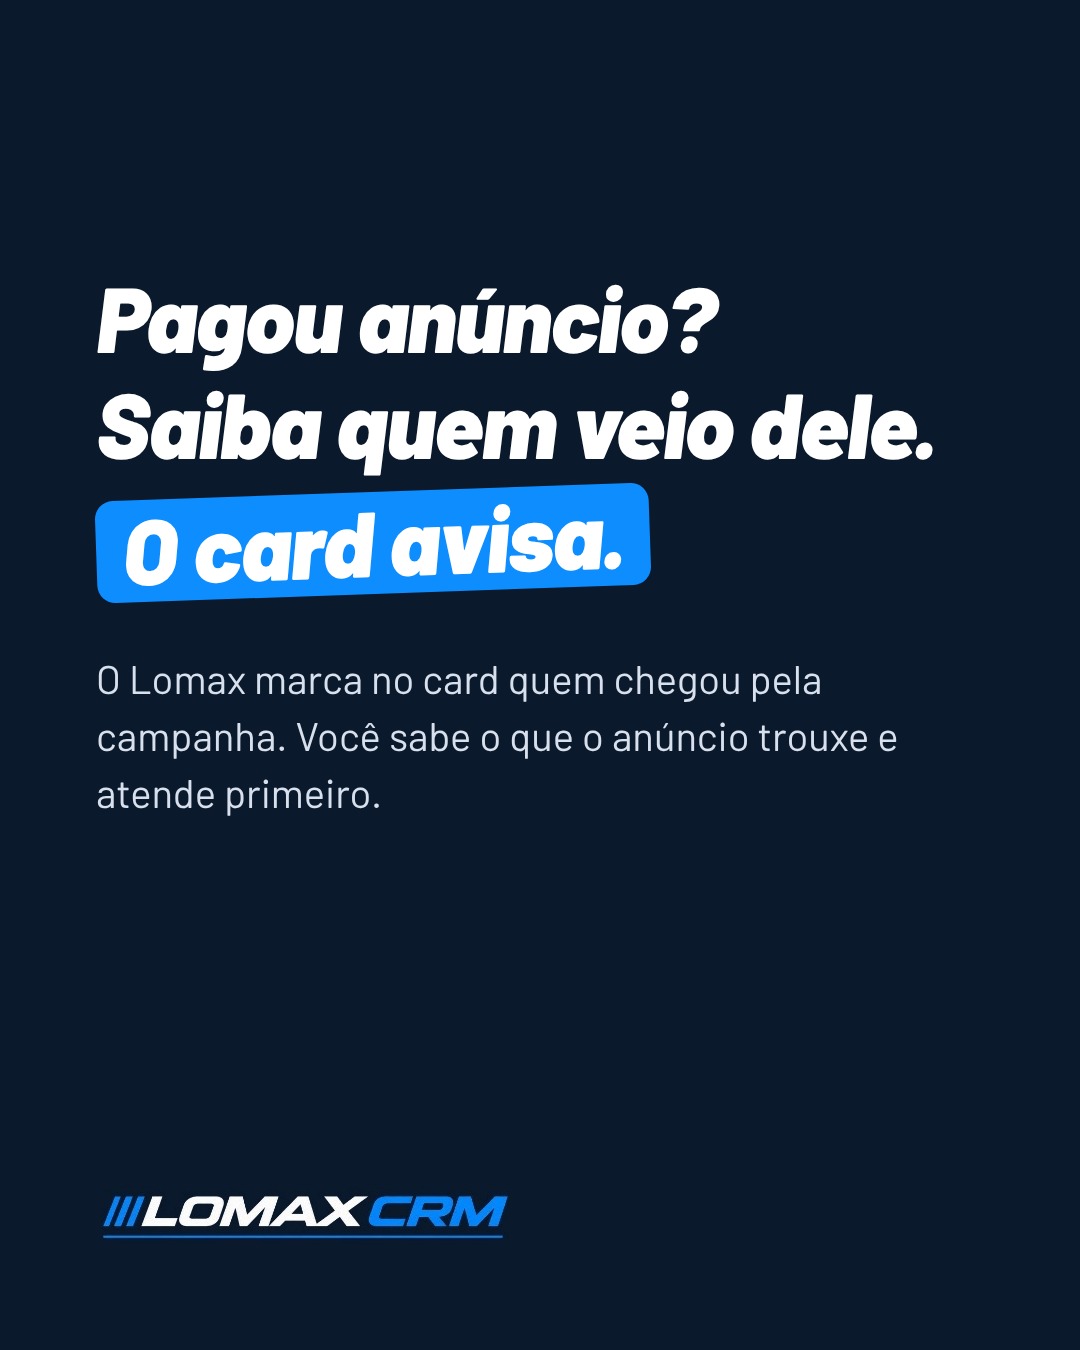 Pagou anúncio?
Saiba quem veio dele.
O card avisa.
O Lomax marca no card quem chegou pela
campanha. Você sabe o que o anúncio trouxe e
atende primeiro.
LOMAX CRM